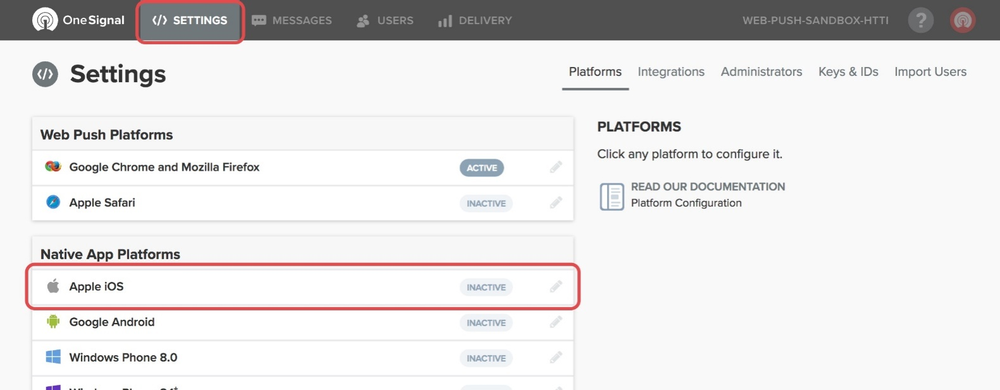 OneSignal
SETTINGS
MESSAGES
USERS
DELIVERY
WEB-PUSH-SANDBOX-HTTI
?
Settings
Platforms
Integrations
Administrators
Keys & IDs
Import Users
Web Push Platforms
Google Chrome and Mozilla Firefox
ACTIVE
Apple Safari
INACTIVE
Native App Platforms
Apple iOS
INACTIVE
Google Android
INACTIVE
Windows Phone 8.0
INACTIVE
PLATFORMS
Click any platform to configure it.
READ OUR DOCUMENTATION
Platform Configuration